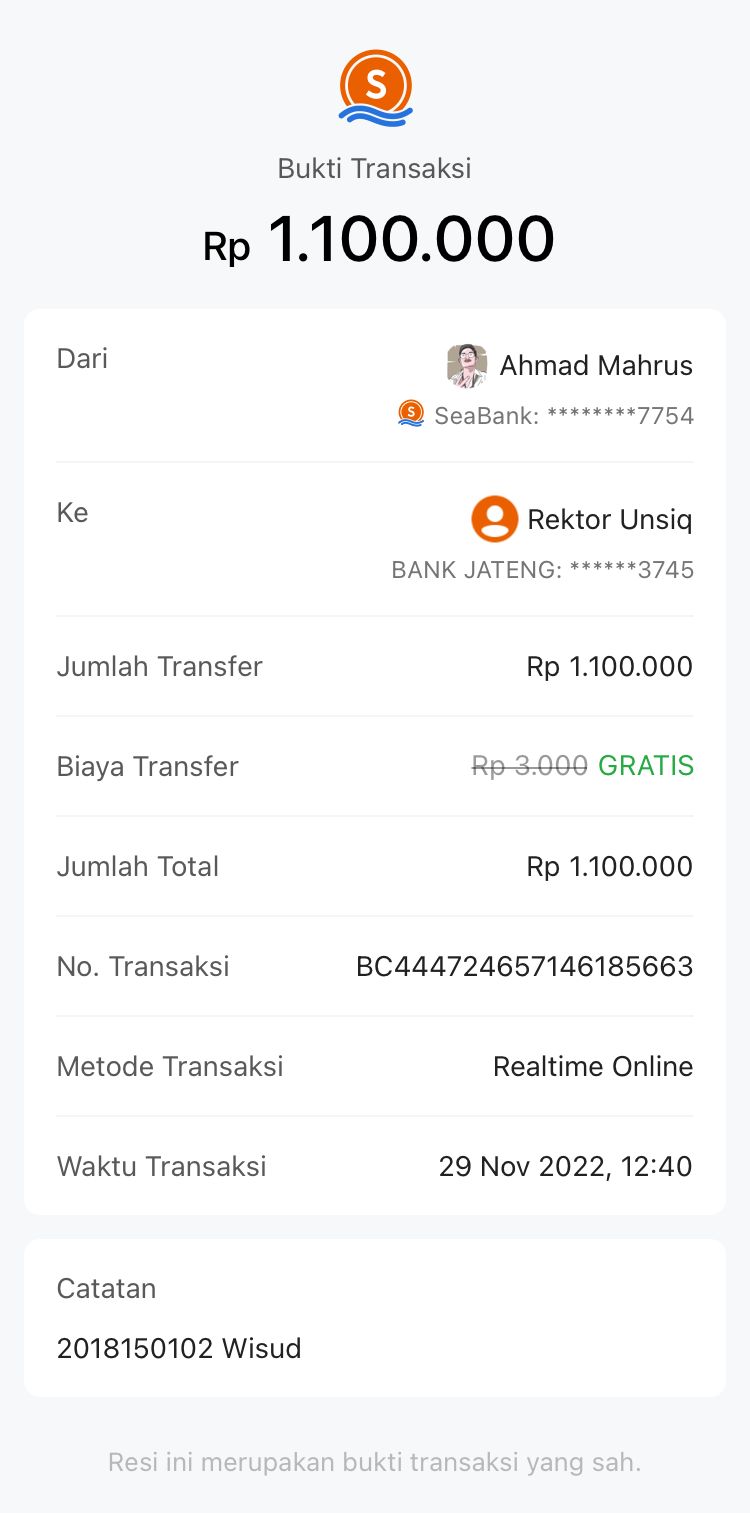 S
Bukti Transaksi
Rp 1.100.000
Dari
Ahmad Mahrus
S SeaBank: ********7754
Ke
Rektor Unsiq
BANK JATENG: ******3745
Jumlah Transfer Rp 1.100.000
Biaya Transfer Rp 3.000 GRATIS
Jumlah Total Rp 1.100.000
No. Transaksi BC444724657146185663
Metode Transaksi Realtime Online
Waktu Transaksi 29 Nov 2022, 12:40
Catatan
2018150102 Wisud
Resi ini merupakan bukti transaksi yang sah.